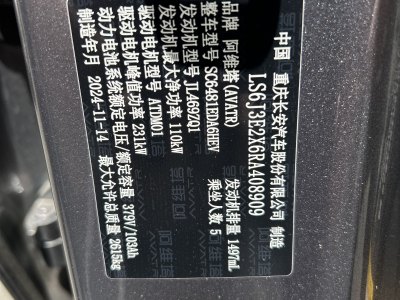 中国 重庆长安汽车股份有限公司 制造
LS6J3E2X6RA408909
品牌 阿维塔(AVATR)
整车型号 SC6481EDA6HEV
发动机型号 JL469ZQ1 发动机排量 1497mL
发动机最大净功率 110kW 乘坐人数 5
驱动电机型号 ATDM01
驱动电机峰值功率 231kW
动力电池系统额定电压/额定容量 379V/103Ah
制造年月 2024-11-14 最大允许总质量 2615kg